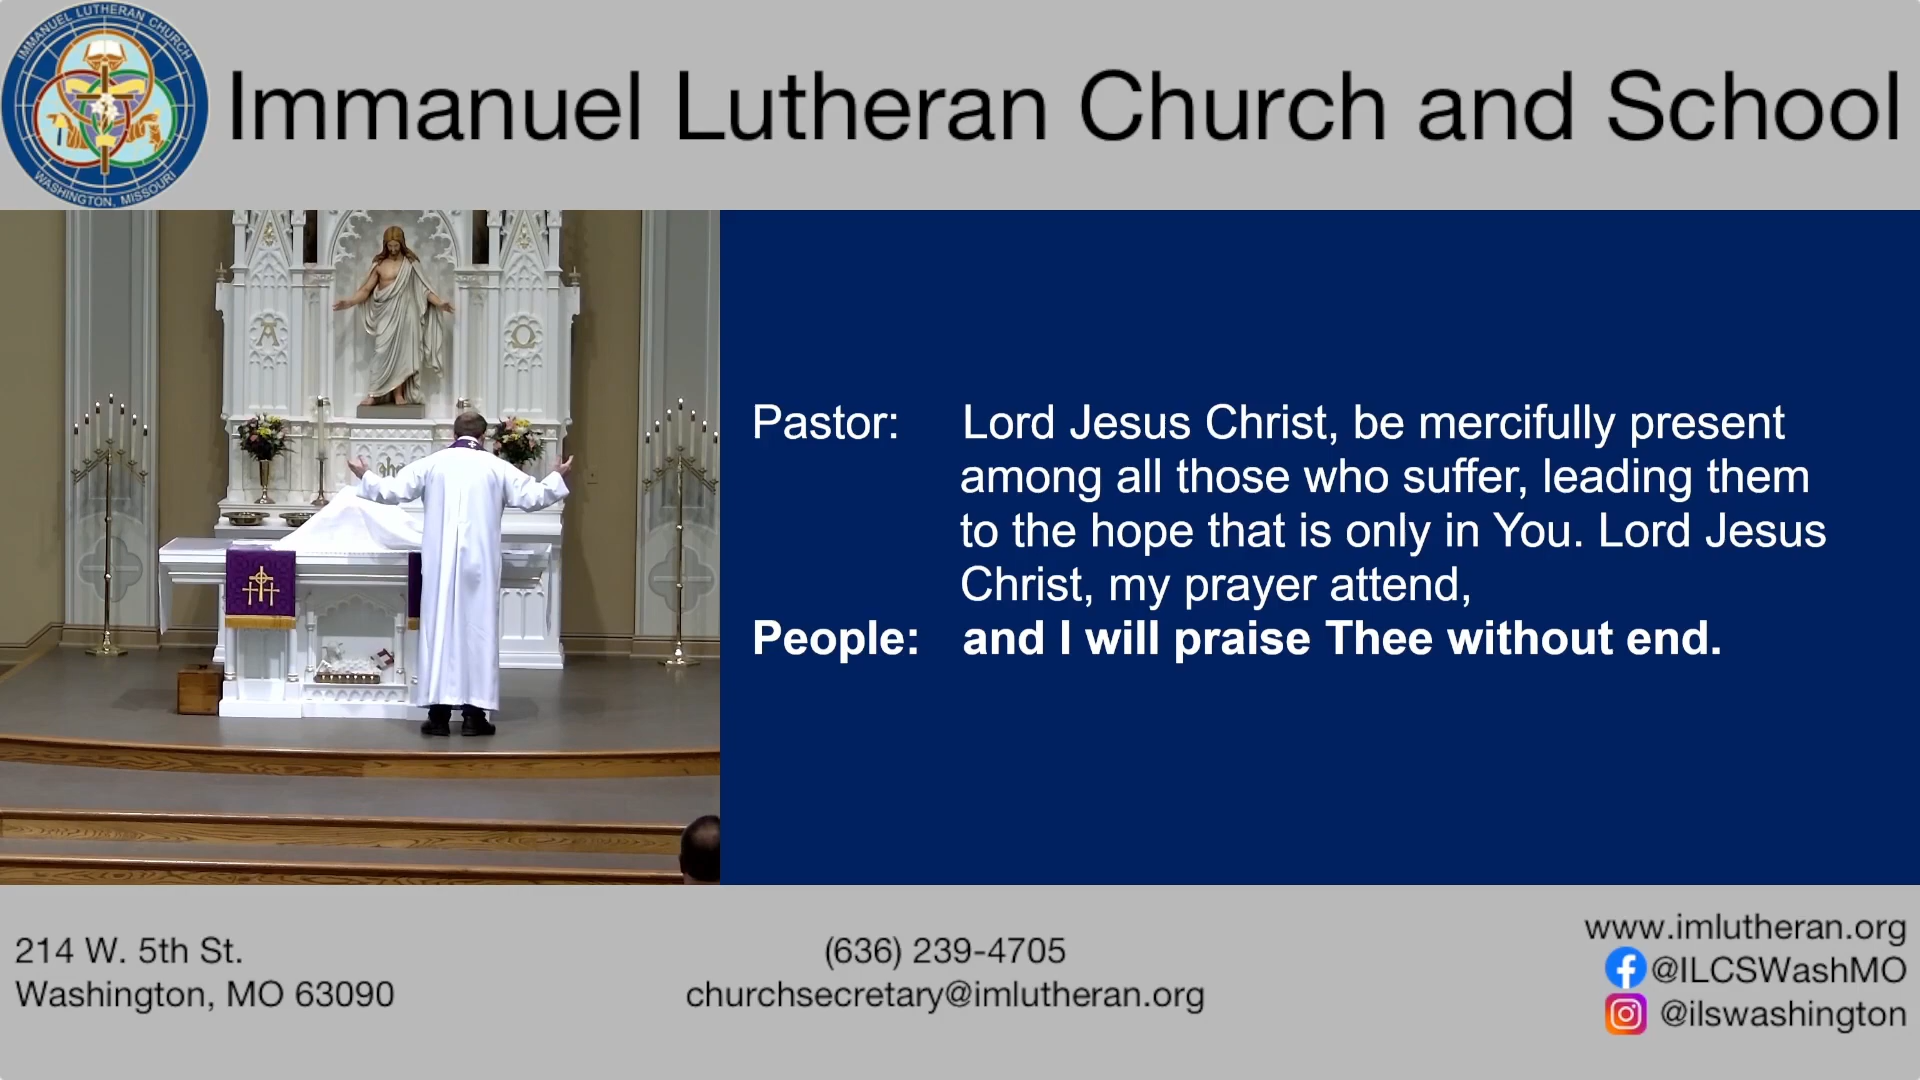 IMMANUEL LUTHERAN CHURCH
WASHINGTON, MISSOURI
Immanuel Lutheran Church and School
A
Ω
ihs
Pastor: Lord Jesus Christ, be mercifully present
among all those who suffer, leading them
to the hope that is only in You. Lord Jesus
Christ, my prayer attend,
People: and I will praise Thee without end.
214 W. 5th St.
Washington, MO 63090
(636) 239-4705
churchsecretary@imlutheran.org
www.imlutheran.org
@ILCSWashMO
@ilswashington